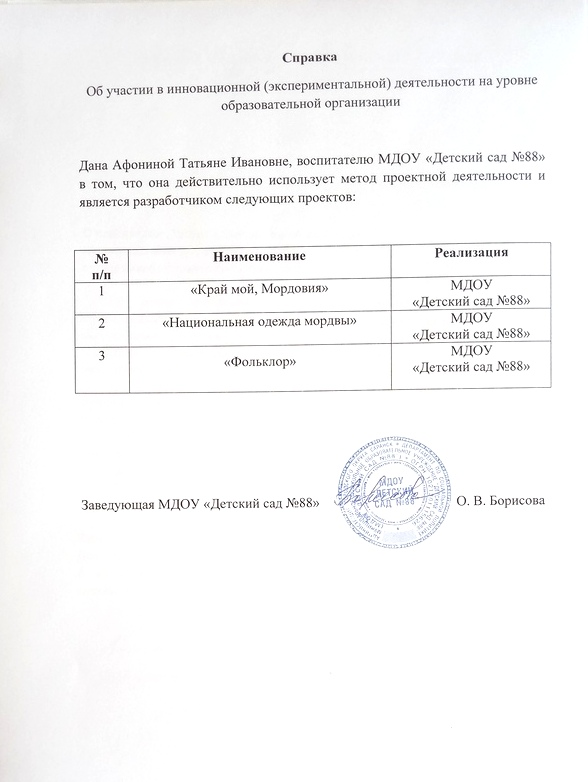 Справка
Об участии в инновационной (экспериментальной) деятельности на уровне
образовательной организации
Дана Афониной Татьяне Ивановне, воспитателю МДОУ «Детский сад №88»
в том, что она действительно использует метод проектной деятельности и
является разработчиком следующих проектов:
№ п/п
Наименование
Реализация
1
«Край мой, Мордовия»
МДОУ
«Детский сад №88»
2
«Национальная одежда мордвы»
МДОУ
«Детский сад №88»
3
«Фольклор»
МДОУ
«Детский сад №88»
Заведующая МДОУ «Детский сад №88»
МДОУ
ДЕТСКИЙ
САД №88
О. В. Борисова